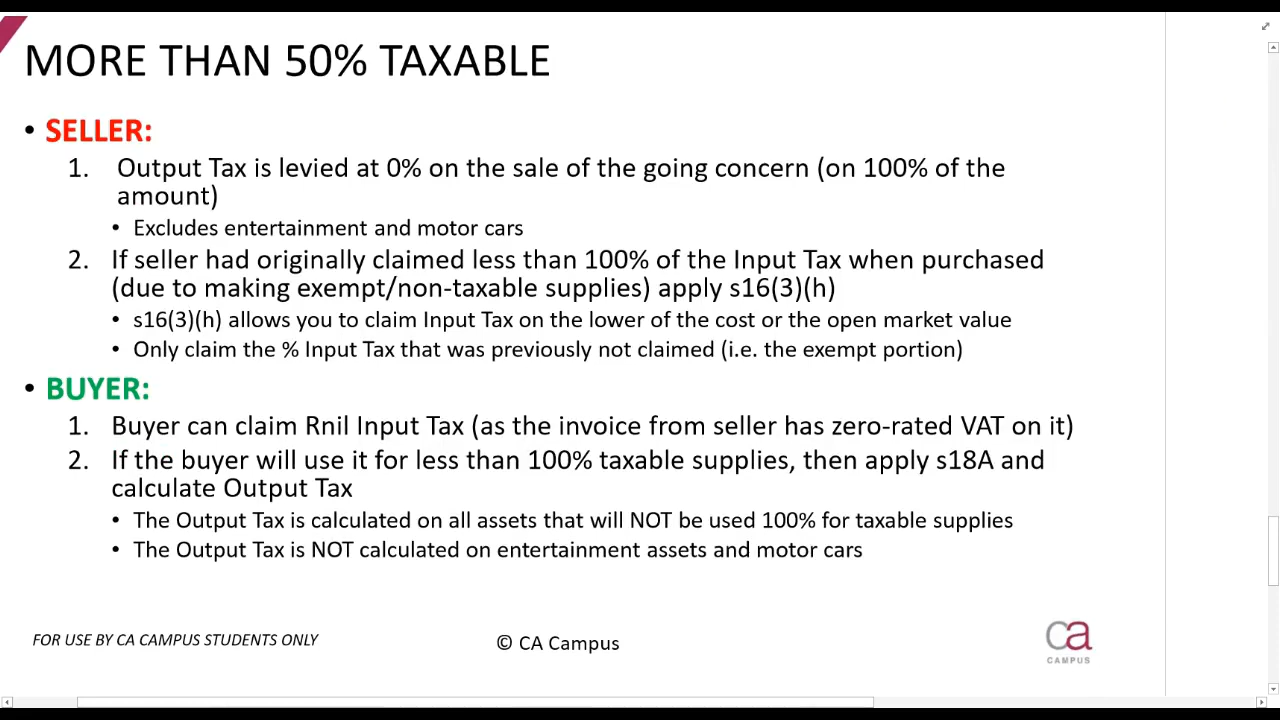 MORE THAN 50% TAXABLE
• SELLER:
1. Output Tax is levied at 0% on the sale of the going concern (on 100% of the
amount)
• Excludes entertainment and motor cars
2. If seller had originally claimed less than 100% of the Input Tax when purchased
(due to making exempt/non-taxable supplies) apply s16(3)(h)
• s16(3)(h) allows you to claim Input Tax on the lower of the cost or the open market value
• Only claim the % Input Tax that was previously not claimed (i.e. the exempt portion)
• BUYER:
1. Buyer can claim Rnil Input Tax (as the invoice from seller has zero-rated VAT on it)
2. If the buyer will use it for less than 100% taxable supplies, then apply s18A and
calculate Output Tax
• The Output Tax is calculated on all assets that will NOT be used 100% for taxable supplies
• The Output Tax is NOT calculated on entertainment assets and motor cars
FOR USE BY CA CAMPUS STUDENTS ONLY
© CA Campus
ca
CAMPUS